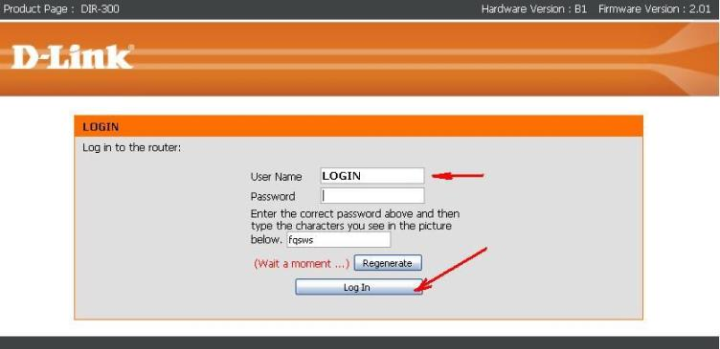 Product Page : DIR-300 Hardware Version : B1 Firmware Version : 2.01
D-Link
LOGIN
Log in to the router:
User Name LOGIN
Password
Enter the correct password above and then
type the characters you see in the picture
below. fqsws
(Wait a moment ...) Regenerate
Log In